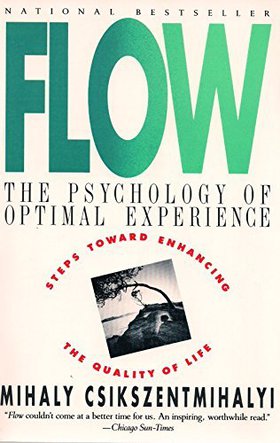 NATIONAL BESTSELLER
FLOW
THE PSYCHOLOGY OF
OPTIMAL EXPERIENCE
STEPS TOWARD ENHANCING
THE QUALITY OF LIFE
MIHALY CSIKSZENTMIHALYI
"Flow couldn't come at a better time for us. An inspiring, worthwhile read."
—Chicago Sun-Times